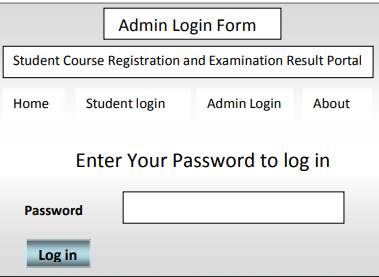 Admin Login Form
Student Course Registration and Examination Result Portal
Home Student login Admin Login About
Enter Your Password to log in
Password
Log in